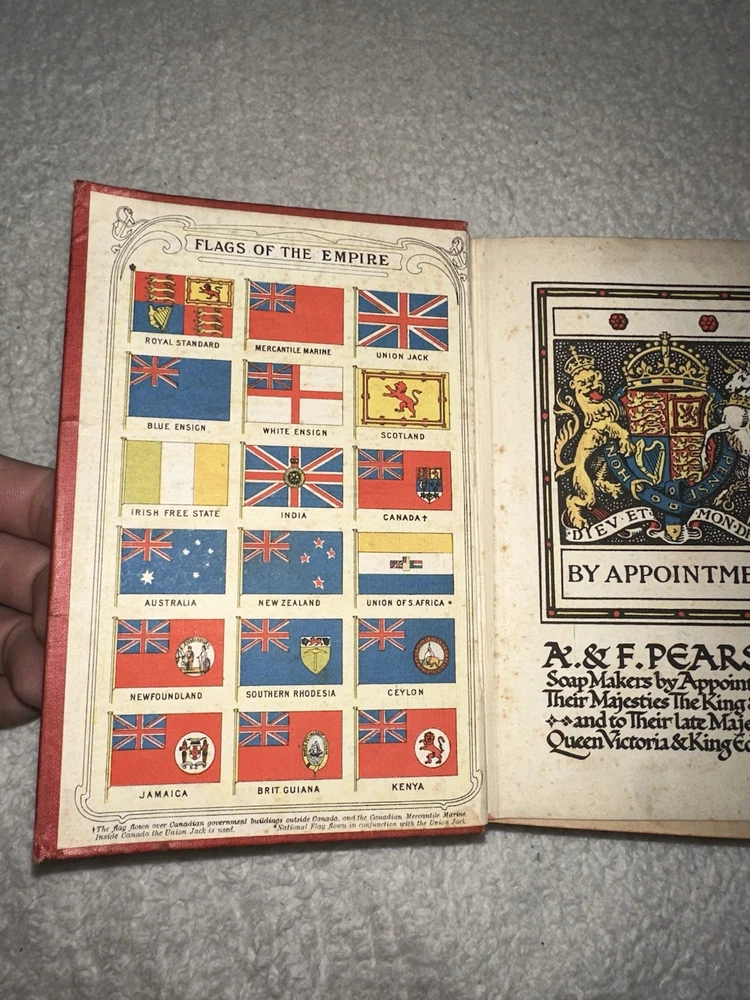 FLAGS OF THE EMPIRE
ROYAL STANDARD
MERCANTILE MARINE
UNION JACK
BLUE ENSIGN
WHITE ENSIGN
SCOTLAND
IRISH FREE STATE
INDIA
CANADA†
AUSTRALIA
NEW ZEALAND
UNION OF S. AFRICA *
NEWFOUNDLAND
SOUTHERN RHODESIA
CEYLON
JAMAICA
BRIT GUIANA
KENYA
†The flag flown over Canadian government buildings outside Canada, and the Canadian Mercantile Marine.
Inside Canada the Union Jack is used. *National Flag flown in conjunction with the Union Jack.
HONI
PENSE
DIEV·ET·MON·D
BY APPOINTME
A. & F. PEARS
Soap Makers by Appoint
Their Majesties The King &
and to Their late Maje
Queen Victoria & King Ed